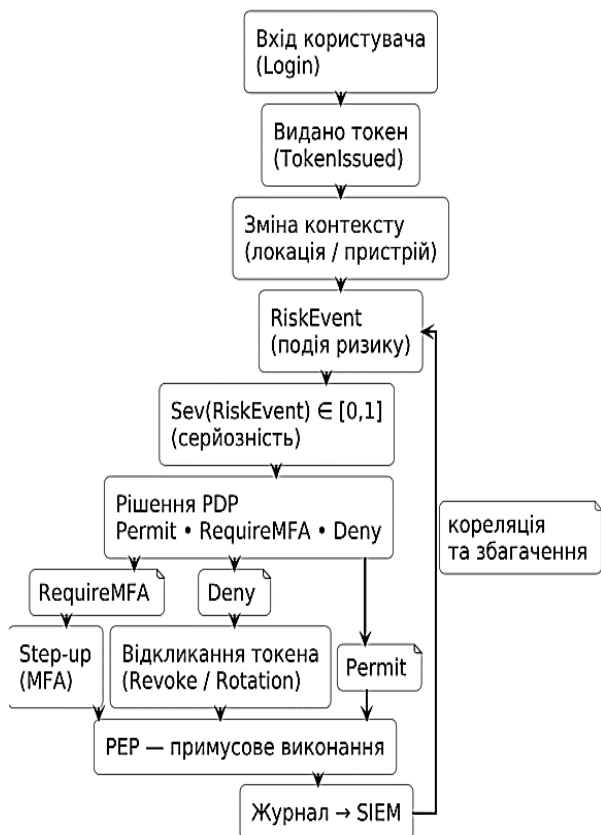 Вхід користувача
(Login)
Видано токен
(TokenIssued)
Зміна контексту
(локація / пристрій)
RiskEvent
(подія ризику)
Sev(RiskEvent) ∈ [0,1]
(серйозність)
Рішення PDP
Permit • RequireMFA • Deny
кореляція
та збагачення
RequireMFA
Deny
Step-up
(MFA)
Відкликання токена
(Revoke / Rotation)
Permit
PEP — примусове виконання
Журнал → SIEM